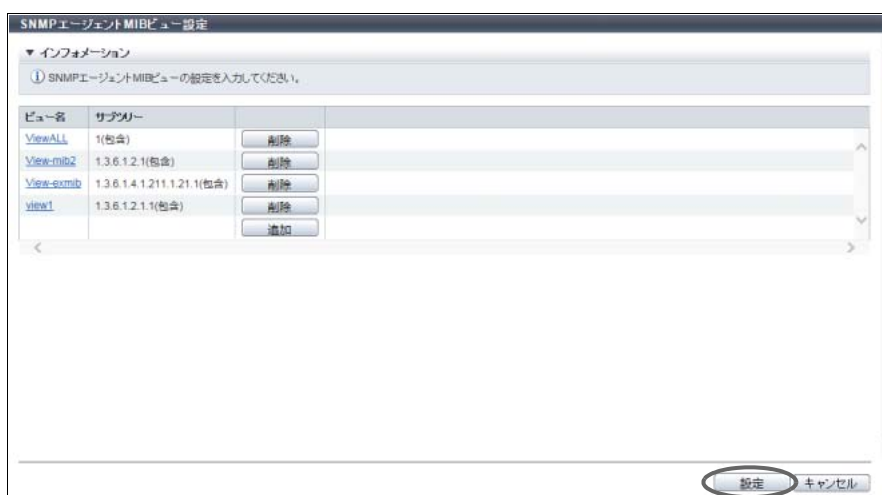 SNMPエージェントMIBビュー設定
▼ インフォメーション
SNMPエージェントMIBビューの設定を入力してください。
ビュー名 サブツリー
ViewALL 1(包含) 削除
View-mib2 1.3.6.1.2.1(包含) 削除
View-exmib 1.3.6.1.4.1.211.1.21.1(包含) 削除
view1 1.3.6.1.2.1.1(包含) 削除
追加
設定 キャンセル